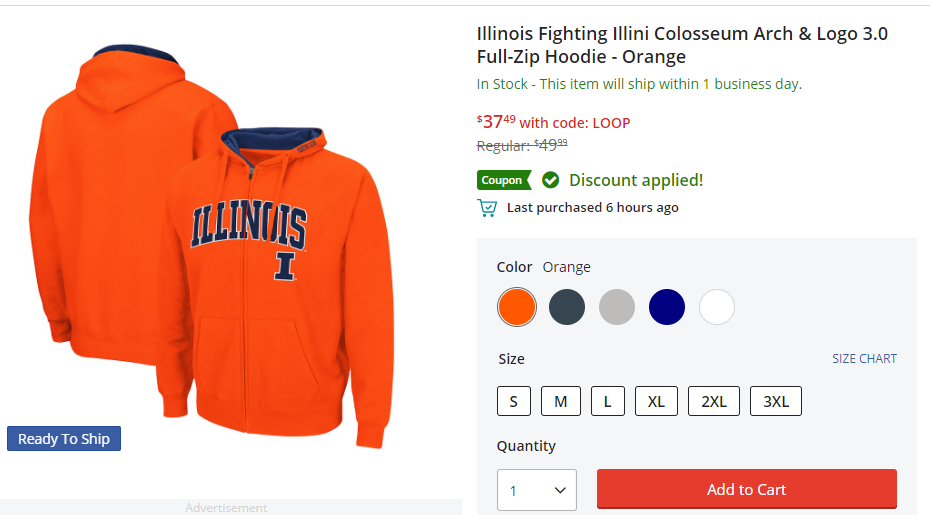 Illinois Fighting Illini Colosseum Arch & Logo 3.0
Full-Zip Hoodie - Orange
In Stock - This item will ship within 1 business day.
$37.49 with code: LOOP
Regular: $49.99
Coupon Discount applied!
Last purchased 6 hours ago
ILLINOIS
I
Ready To Ship
Advertisement
Color Orange
Size SIZE CHART
S M L XL 2XL 3XL
Quantity
1 Add to Cart